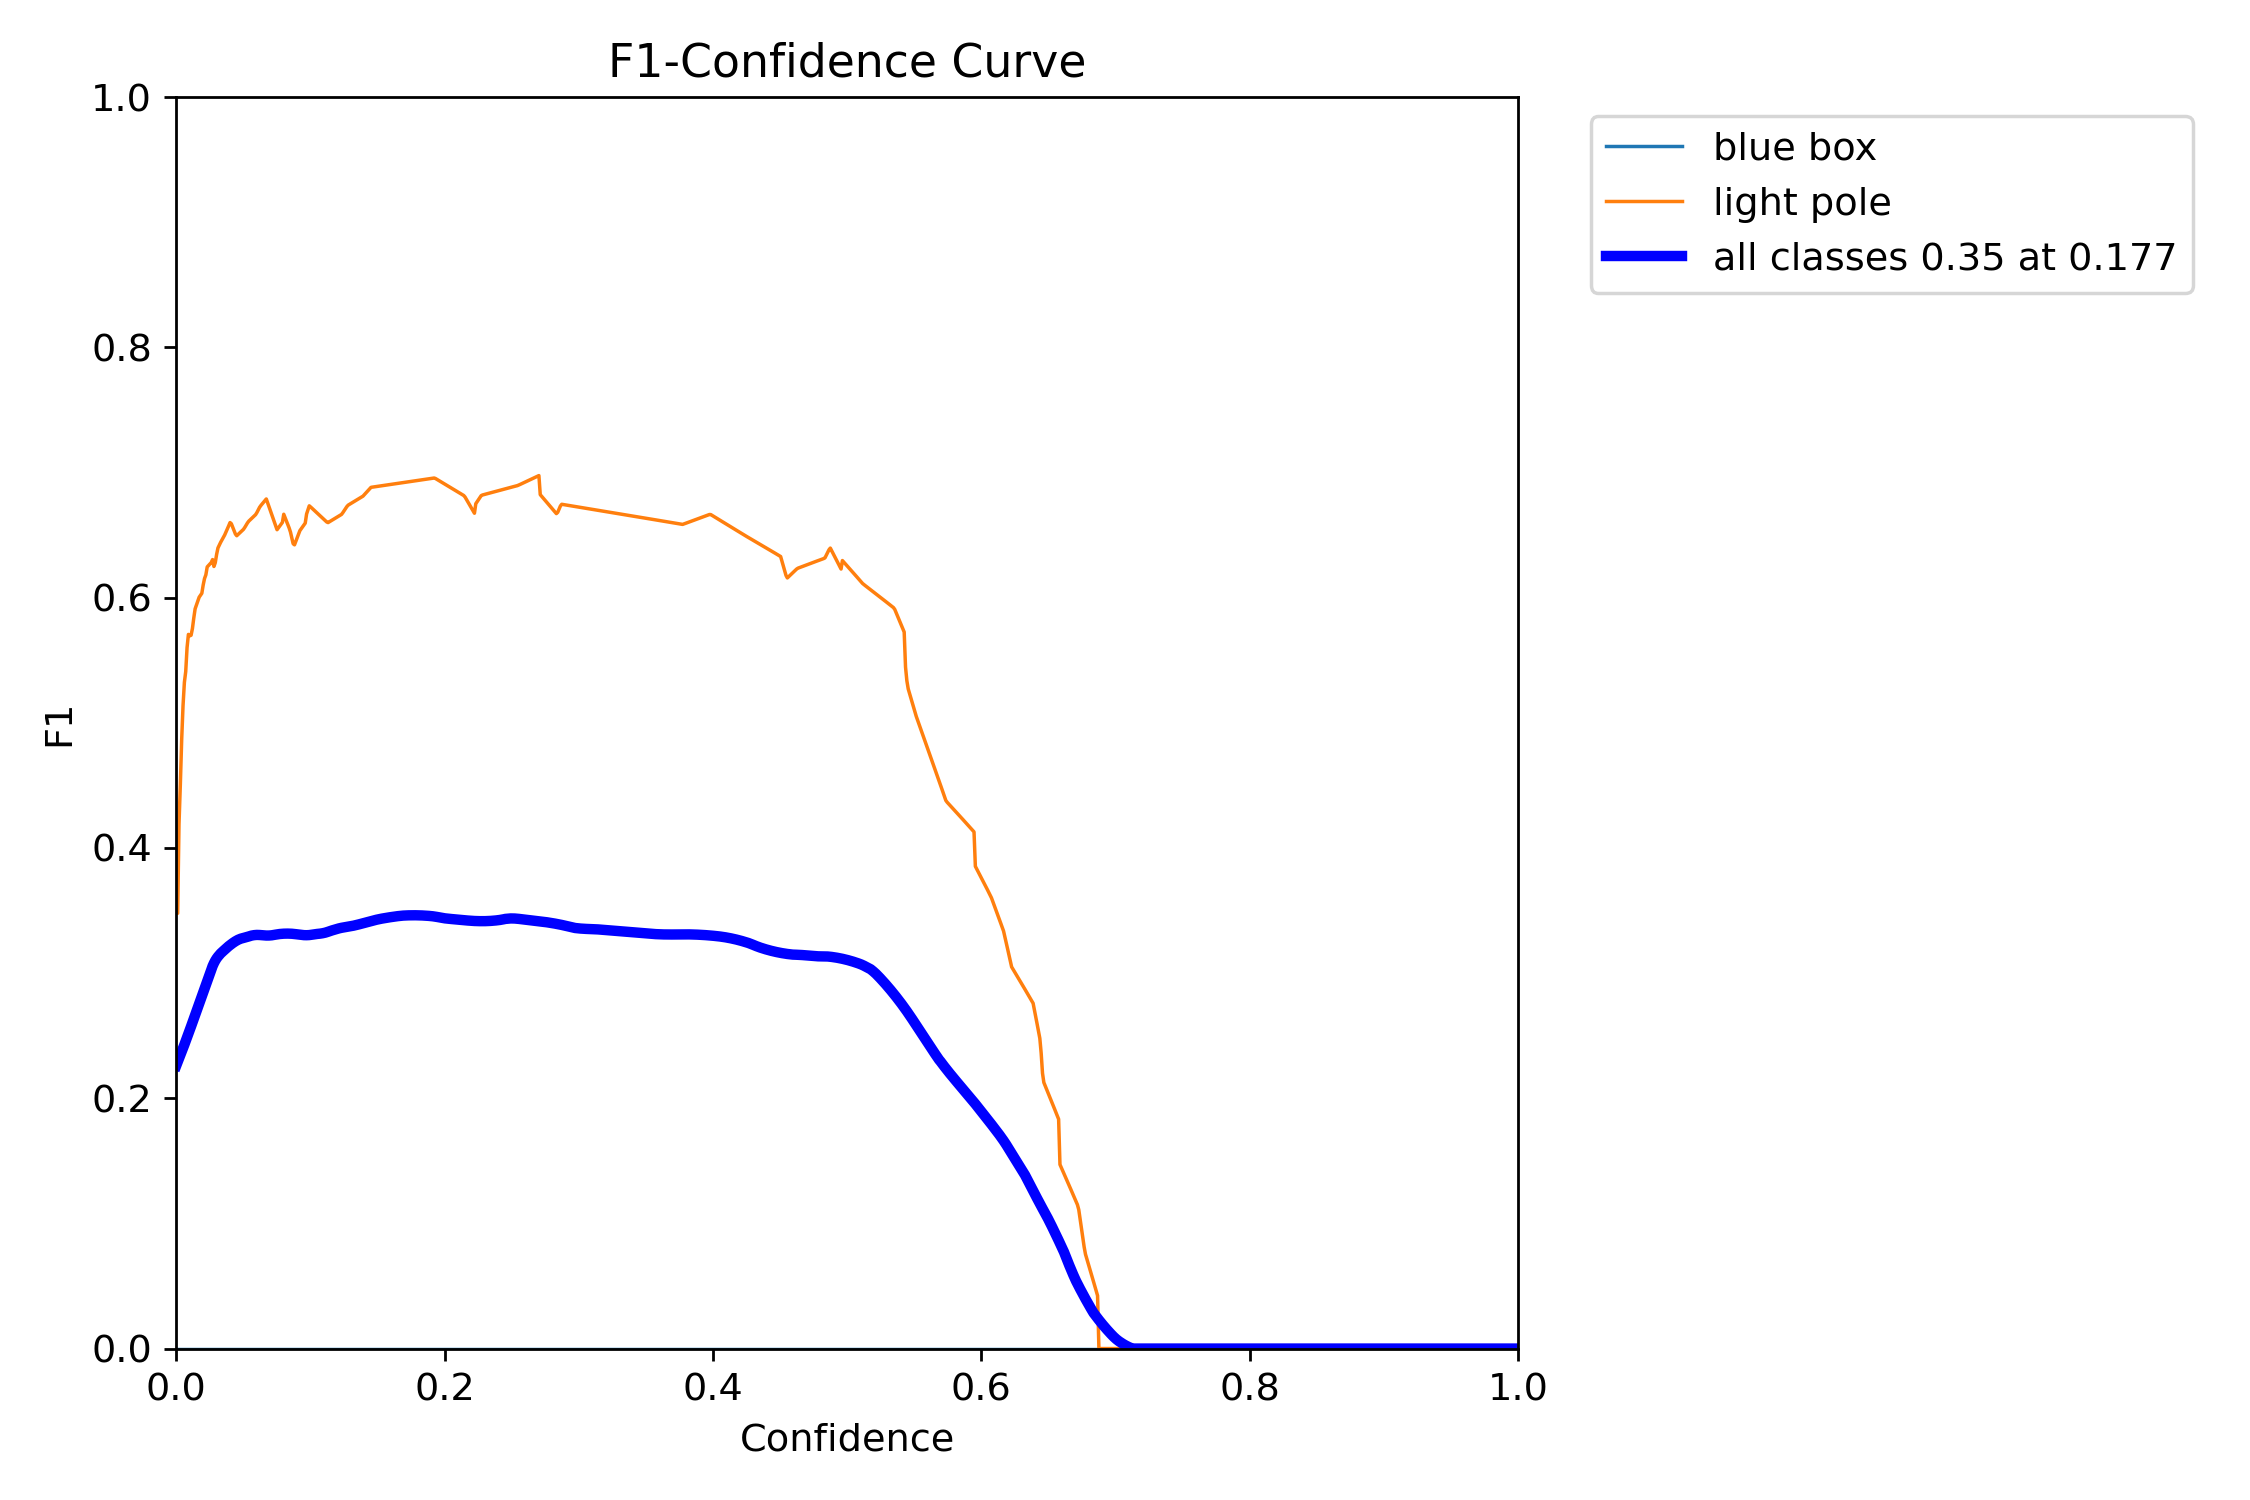 F1-Confidence Curve
1.0
0.8
0.6
0.4
0.2
0.0
F1
0.0 0.2 0.4 0.6 0.8 1.0
Confidence
blue box
light pole
all classes 0.35 at 0.177